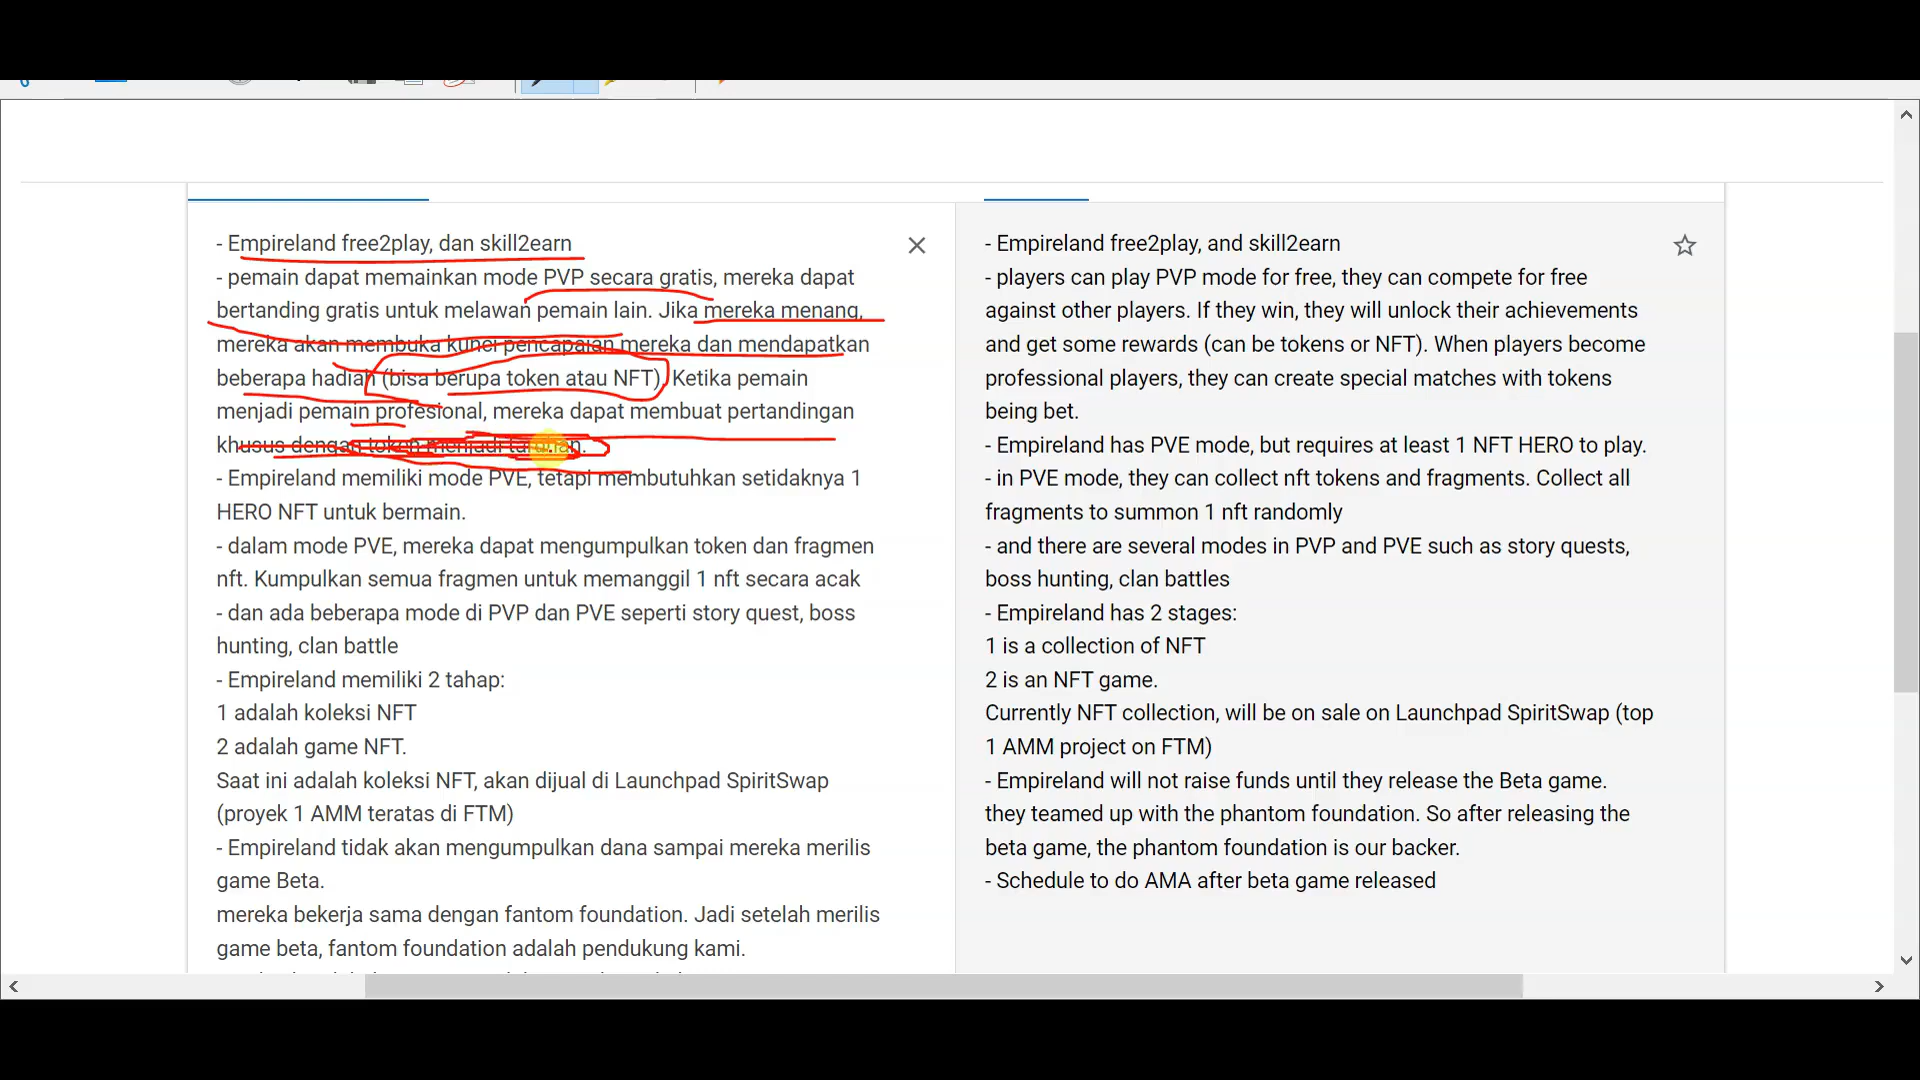 - Empireland free2play, dan skill2earn
- pemain dapat memainkan mode PVP secara gratis, mereka dapat
bertanding gratis untuk melawan pemain lain. Jika mereka menang,
mereka akan membuka kunci pencapaian mereka dan mendapatkan
beberapa hadiah (bisa berupa token atau NFT). Ketika pemain
menjadi pemain profesional, mereka dapat membuat pertandingan
khusus dengan token menjadi taruhan.
- Empireland memiliki mode PVE, tetapi membutuhkan setidaknya 1
HERO NFT untuk bermain.
- dalam mode PVE, mereka dapat mengumpulkan token dan fragmen
nft. Kumpulkan semua fragmen untuk memanggil 1 nft secara acak
- dan ada beberapa mode di PVP dan PVE seperti story quest, boss
hunting, clan battle
- Empireland memiliki 2 tahap:
1 adalah koleksi NFT
2 adalah game NFT.
Saat ini adalah koleksi NFT, akan dijual di Launchpad SpiritSwap
(proyek 1 AMM teratas di FTM)
- Empireland tidak akan mengumpulkan dana sampai mereka merilis
game Beta.
mereka bekerja sama dengan fantom foundation. Jadi setelah merilis
game beta, fantom foundation adalah pendukung kami.
- Empireland free2play, and skill2earn
- players can play PVP mode for free, they can compete for free
against other players. If they win, they will unlock their achievements
and get some rewards (can be tokens or NFT). When players become
professional players, they can create special matches with tokens
being bet.
- Empireland has PVE mode, but requires at least 1 NFT HERO to play.
- in PVE mode, they can collect nft tokens and fragments. Collect all
fragments to summon 1 nft randomly
- and there are several modes in PVP and PVE such as story quests,
boss hunting, clan battles
- Empireland has 2 stages:
1 is a collection of NFT
2 is an NFT game.
Currently NFT collection, will be on sale on Launchpad SpiritSwap (top
1 AMM project on FTM)
- Empireland will not raise funds until they release the Beta game.
they teamed up with the phantom foundation. So after releasing the
beta game, the phantom foundation is our backer.
- Schedule to do AMA after beta game released